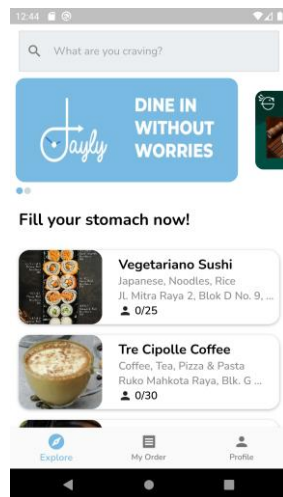 12:44
What are you craving?
Dayly
DINE IN
WITHOUT
WORRIES
Fill your stomach now!
Vegetariano Sushi
Japanese, Noodles, Rice
Jl. Mitra Raya 2, Blok D No. 9, ...
0/25
Tre Cipolle Coffee
Coffee, Tea, Pizza & Pasta
Ruko Mahkota Raya, Blk. G ...
0/30
Explore
My Order
Profile